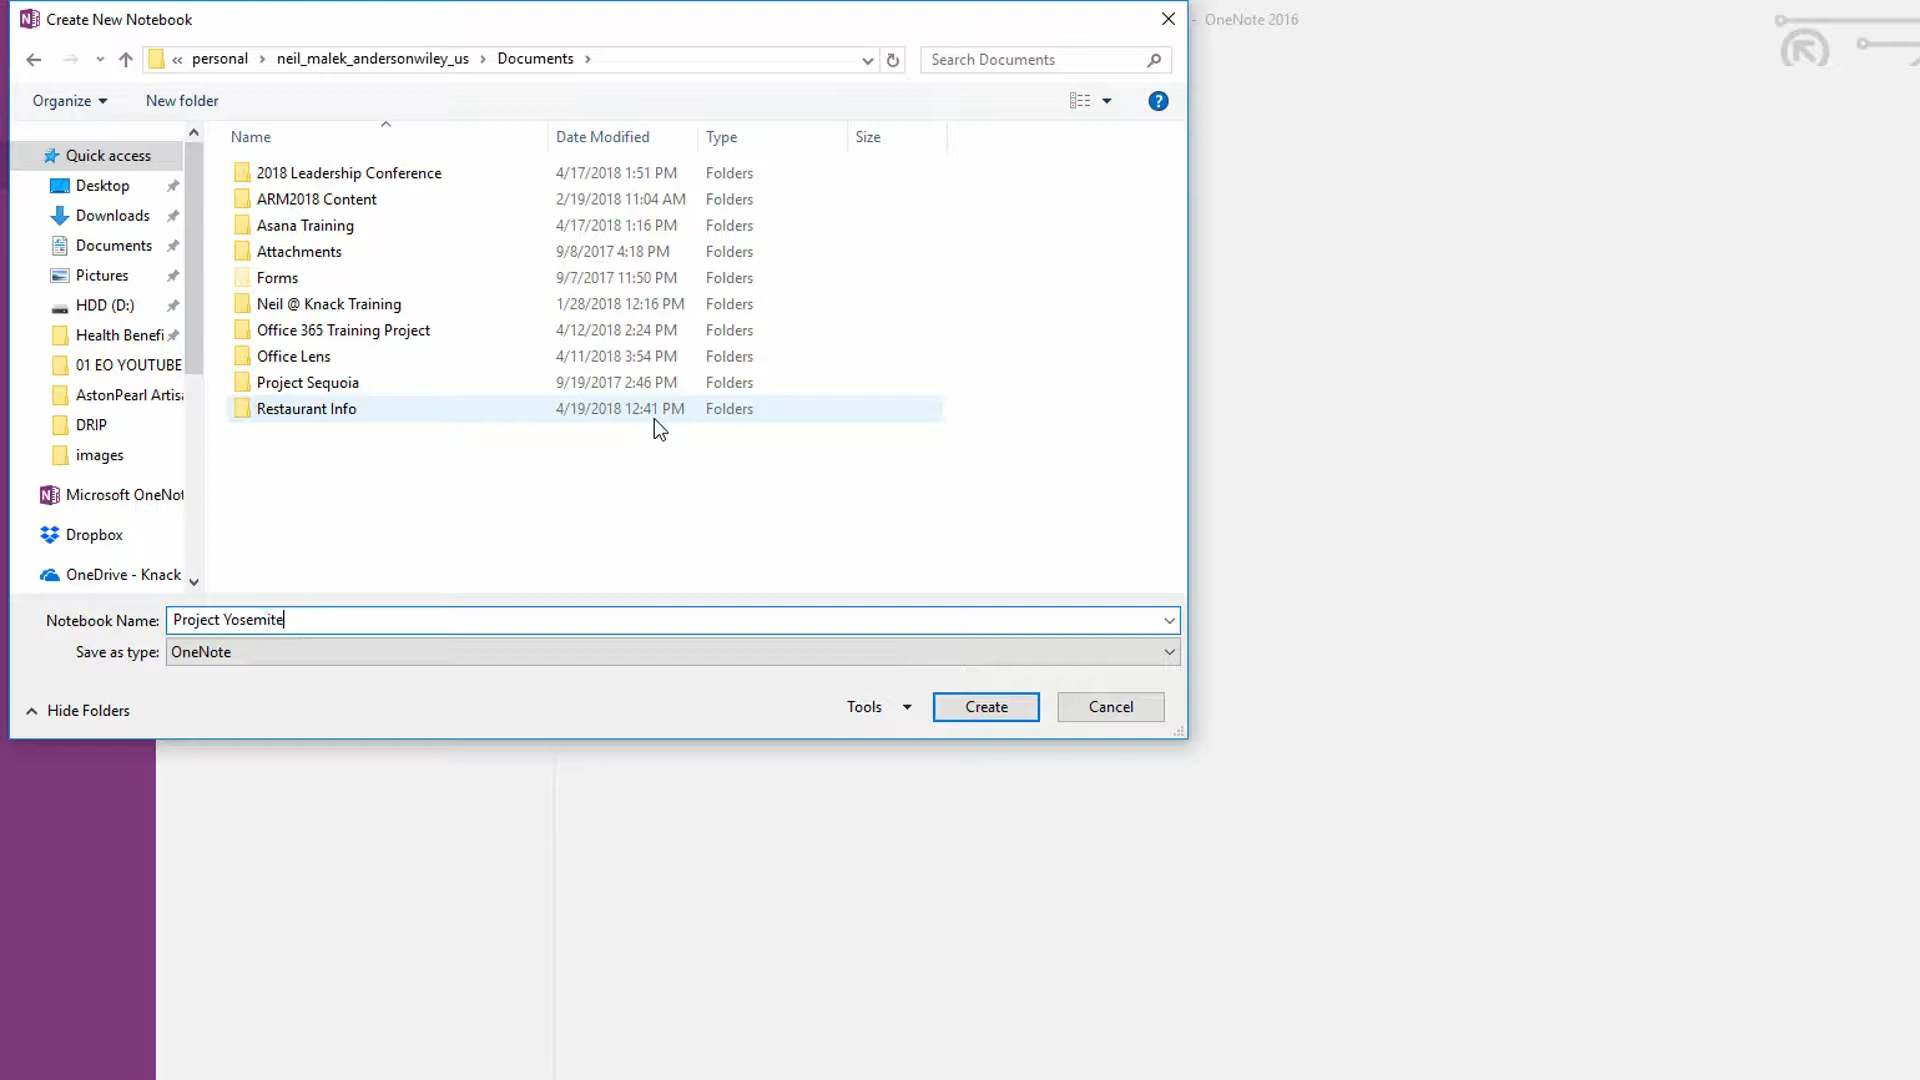 Create New Notebook
- OneNote 2016
« personal > neil_malek_andersonwiley_us > Documents >
Search Documents
Organize
New folder
Name Date Modified Type Size
2018 Leadership Conference 4/17/2018 1:51 PM Folders
ARM2018 Content 2/19/2018 11:04 AM Folders
Asana Training 4/17/2018 1:16 PM Folders
Attachments 9/8/2017 4:18 PM Folders
Forms 9/7/2017 11:50 PM Folders
Neil @ Knack Training 1/28/2018 12:16 PM Folders
Office 365 Training Project 4/12/2018 2:24 PM Folders
Office Lens 4/11/2018 3:54 PM Folders
Project Sequoia 9/19/2017 2:46 PM Folders
Restaurant Info 4/19/2018 12:41 PM Folders
Quick access
Desktop
Downloads
Documents
Pictures
HDD (D:)
Health Benefi
01 EO YOUTUBE
AstonPearl Artisa
DRIP
images
Microsoft OneNot
Dropbox
OneDrive - Knack
Notebook Name: Project Yosemite
Save as type: OneNote
Hide Folders
Tools
Create
Cancel